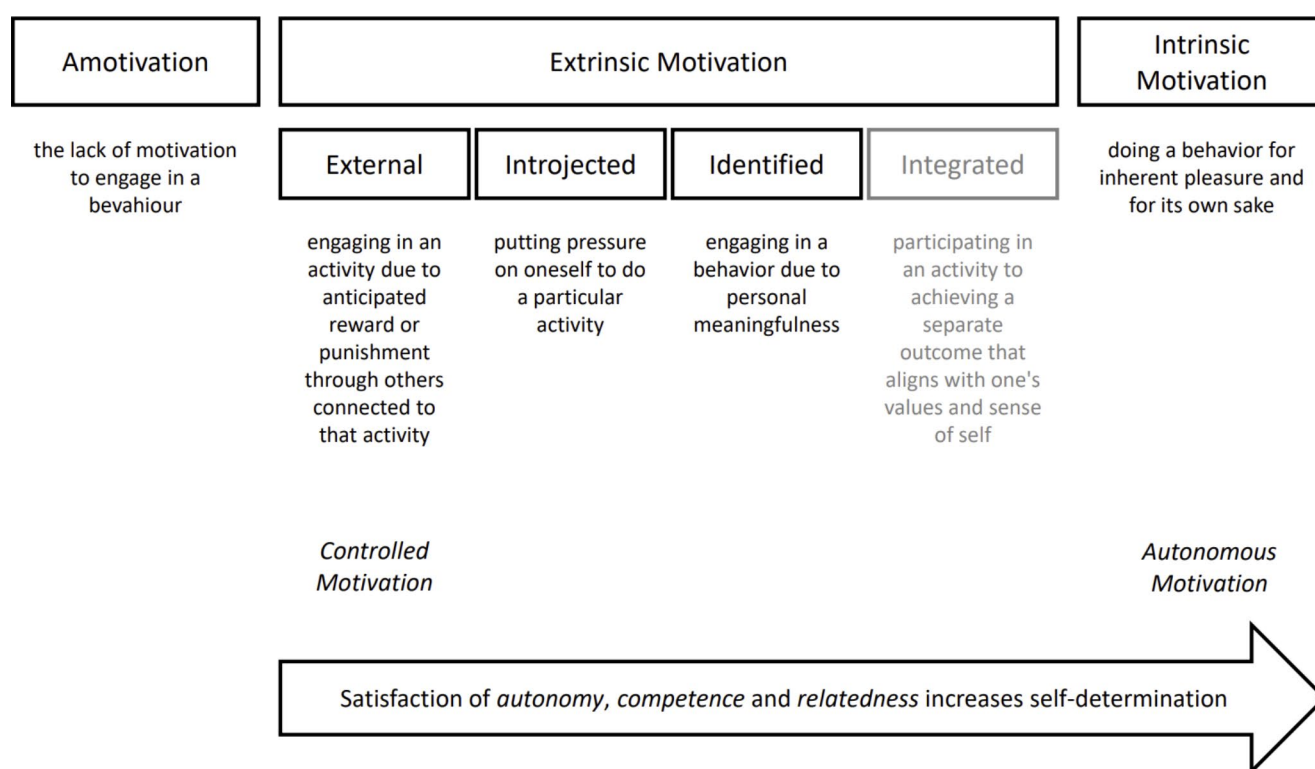 Amotivation
Extrinsic Motivation
Intrinsic
Motivation
the lack of motivation
to engage in a
bevahiour
External
Introjected
Identified
Integrated
doing a behavior for
inherent pleasure and
for its own sake
engaging in an
activity due to
anticipated
reward or
punishment
through others
connected to
that activity
putting pressure
on oneself to do
a particular
activity
engaging in a
behavior due to
personal
meaningfulness
participating in
an activity to
achieving a
separate
outcome that
aligns with one's
values and sense
of self
Controlled
Motivation
Autonomous
Motivation
Satisfaction of autonomy, competence and relatedness increases self-determination